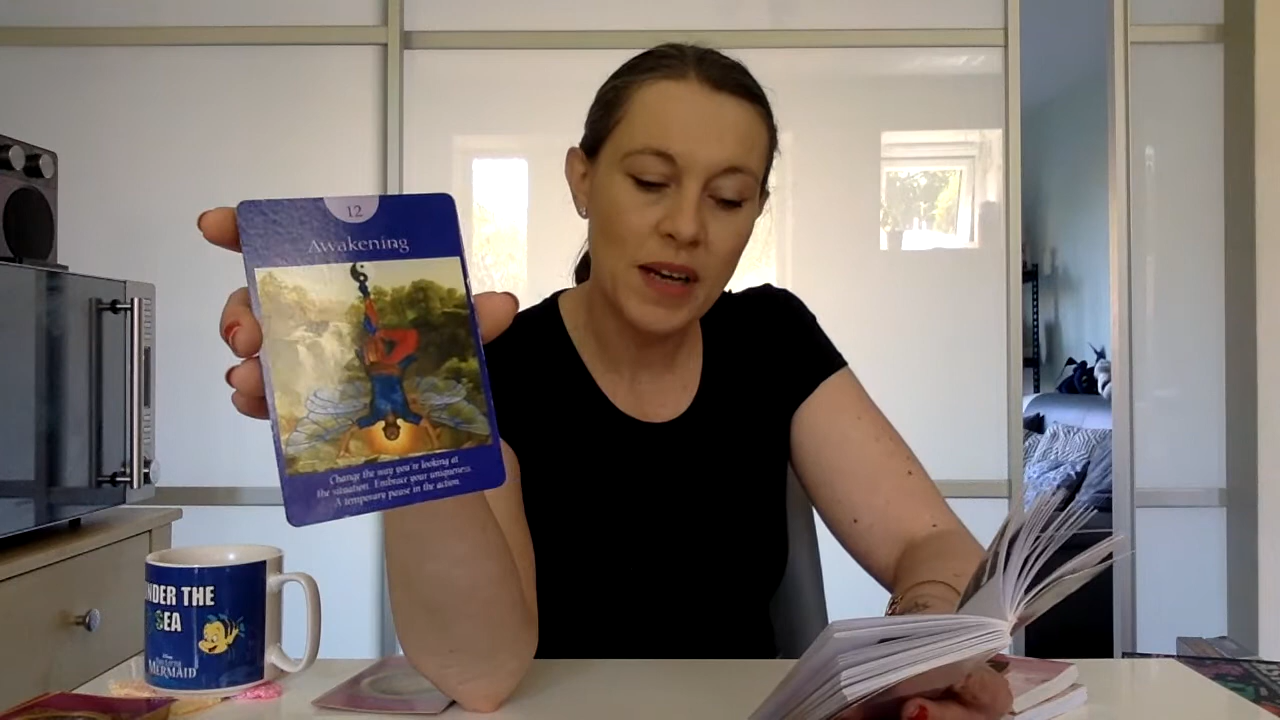 12
Awakening
Change the way you're looking at
the situation. Embrace your uniqueness.
A temporary pause in the action.
NDER THE
SEA
Disney
THE LITTLE
MERMAID